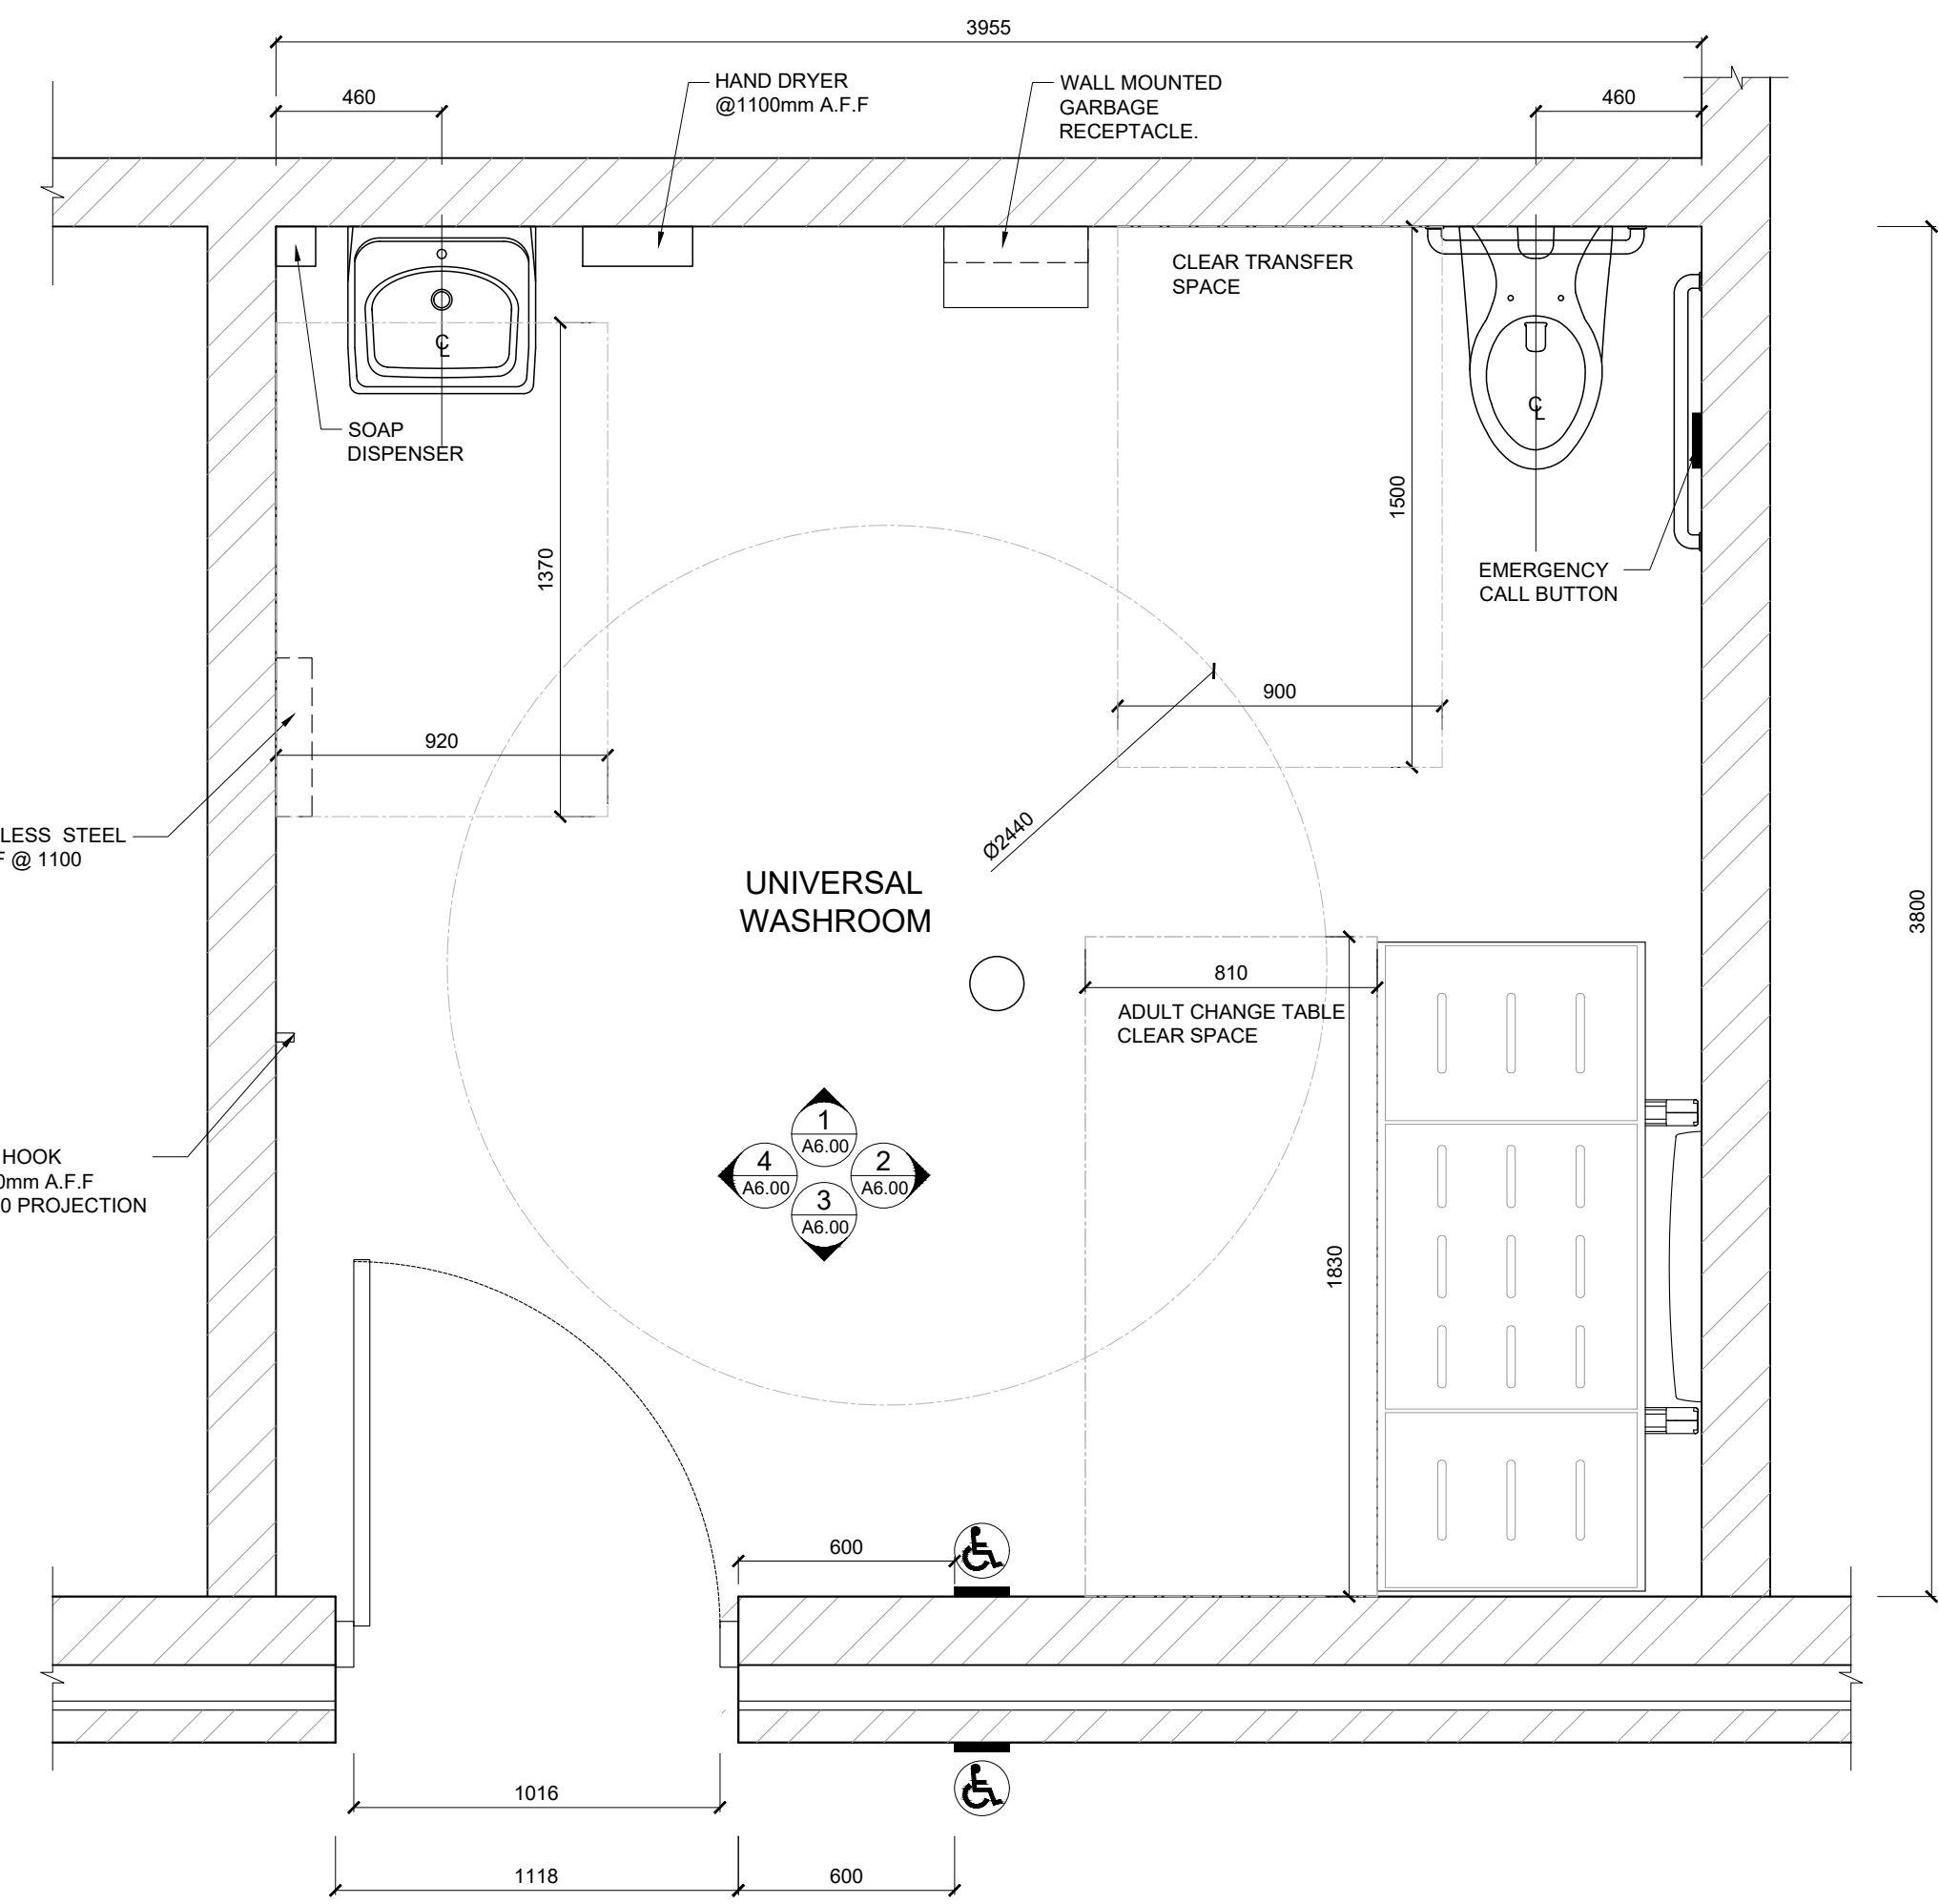 3955
460
HAND DRYER
@1100mm A.F.F
WALL MOUNTED
GARBAGE
RECEPTACLE.
460
CLEAR TRANSFER
SPACE
℄
SOAP
DISPENSER
℄
1500
1370
EMERGENCY
CALL BUTTON
900
920
Ø2440
LESS STEEL
F @ 1100
UNIVERSAL
WASHROOM
3800
810
ADULT CHANGE TABLE
CLEAR SPACE
1
A6.00
4
A6.00
2
A6.00
3
A6.00
HOOK
0mm A.F.F
0 PROJECTION
1830
600
1016
1118
600